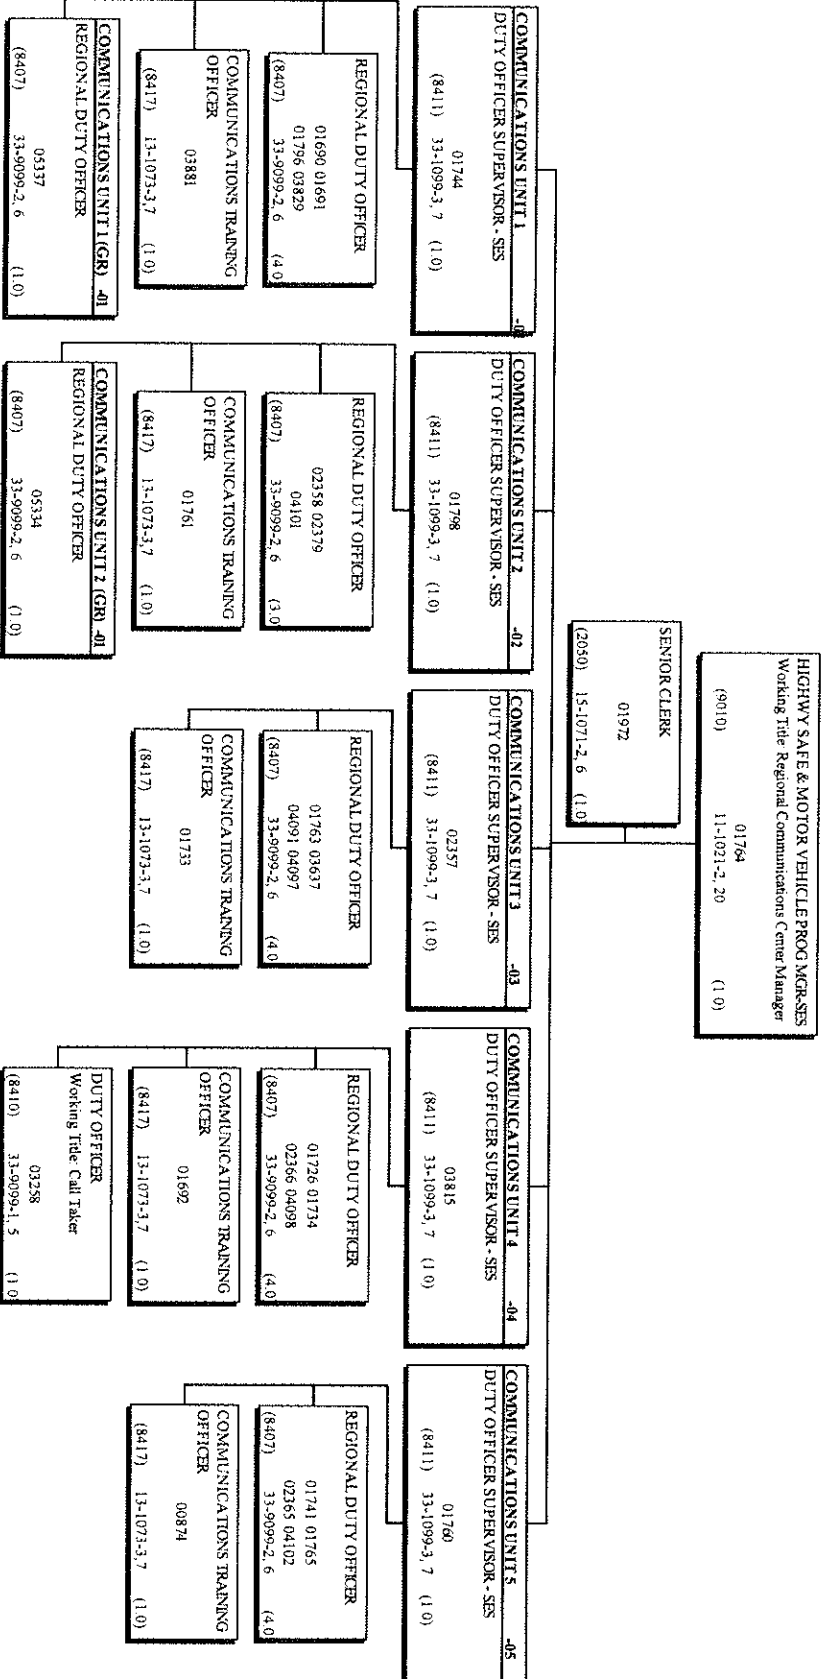 HIGHWY SAFE & MOTOR VEHICLE PROG MGR-SES
Working Title: Regional Communications Center Manager
01764
(9010) 11-1021-2, 20 (1 0)
SENIOR CLERK
01972
(2050) 15-1071-2, 6 (1.0
COMMUNICATIONS UNIT 1
DUTY OFFICER SUPERVISOR - SES
01744
(8411) 33-1099-3, 7 (1.0)
REGIONAL DUTY OFFICER
01690 01691
01796 03829
(8407) 33-9099-2, 6 (4.0
COMMUNICATIONS TRAINING
OFFICER
03881
(8417) 13-1073-3,7 (1 0)
COMMUNICATIONS UNIT 1 (GR) -01
REGIONAL DUTY OFFICER
05337
(8407) 33-9099-2, 6 (1.0)
COMMUNICATIONS UNIT 2 -02
DUTY OFFICER SUPERVISOR - SES
01798
(8411) 33-1099-3, 7 (1.0)
REGIONAL DUTY OFFICER
02358 02379
04101
(8407) 33-9099-2, 6 (3.0
COMMUNICATIONS TRAINING
OFFICER
01761
(8417) 13-1073-3,7 (1.0)
COMMUNICATIONS UNIT 2 (GR) -01
REGIONAL DUTY OFFICER
05334
(8407) 33-9099-2, 6 (1.0)
COMMUNICATIONS UNIT 3 -03
DUTY OFFICER SUPERVISOR - SES
02357
(8411) 33-1099-3, 7 (1.0)
REGIONAL DUTY OFFICER
01763 03637
04091 04097
(8407) 33-9099-2, 6 (4.0
COMMUNICATIONS TRAINING
OFFICER
01733
(8417) 13-1073-3,7 (1.0)
COMMUNICATIONS UNIT 4 -04
DUTY OFFICER SUPERVISOR - SES
03815
(8411) 33-1099-3, 7 (1 0)
REGIONAL DUTY OFFICER
01726 01734
02366 04098
(8407) 33-9099-2, 6 (4.0
COMMUNICATIONS TRAINING
OFFICER
01692
(8417) 13-1073-3,7 (1 0)
DUTY OFFICER
Working Title: Call Taker
03258
(8410) 33-9099-1, 5 (1 0
COMMUNICATIONS UNIT 5 -05
DUTY OFFICER SUPERVISOR - SES
01760
(8411) 33-1099-3, 7 (1 0)
REGIONAL DUTY OFFICER
01741 01765
02365 04102
(8407) 33-9099-2, 6 (4.0
COMMUNICATIONS TRAINING
OFFICER
00874
(8417) 13-1073-3,7 (1.0)